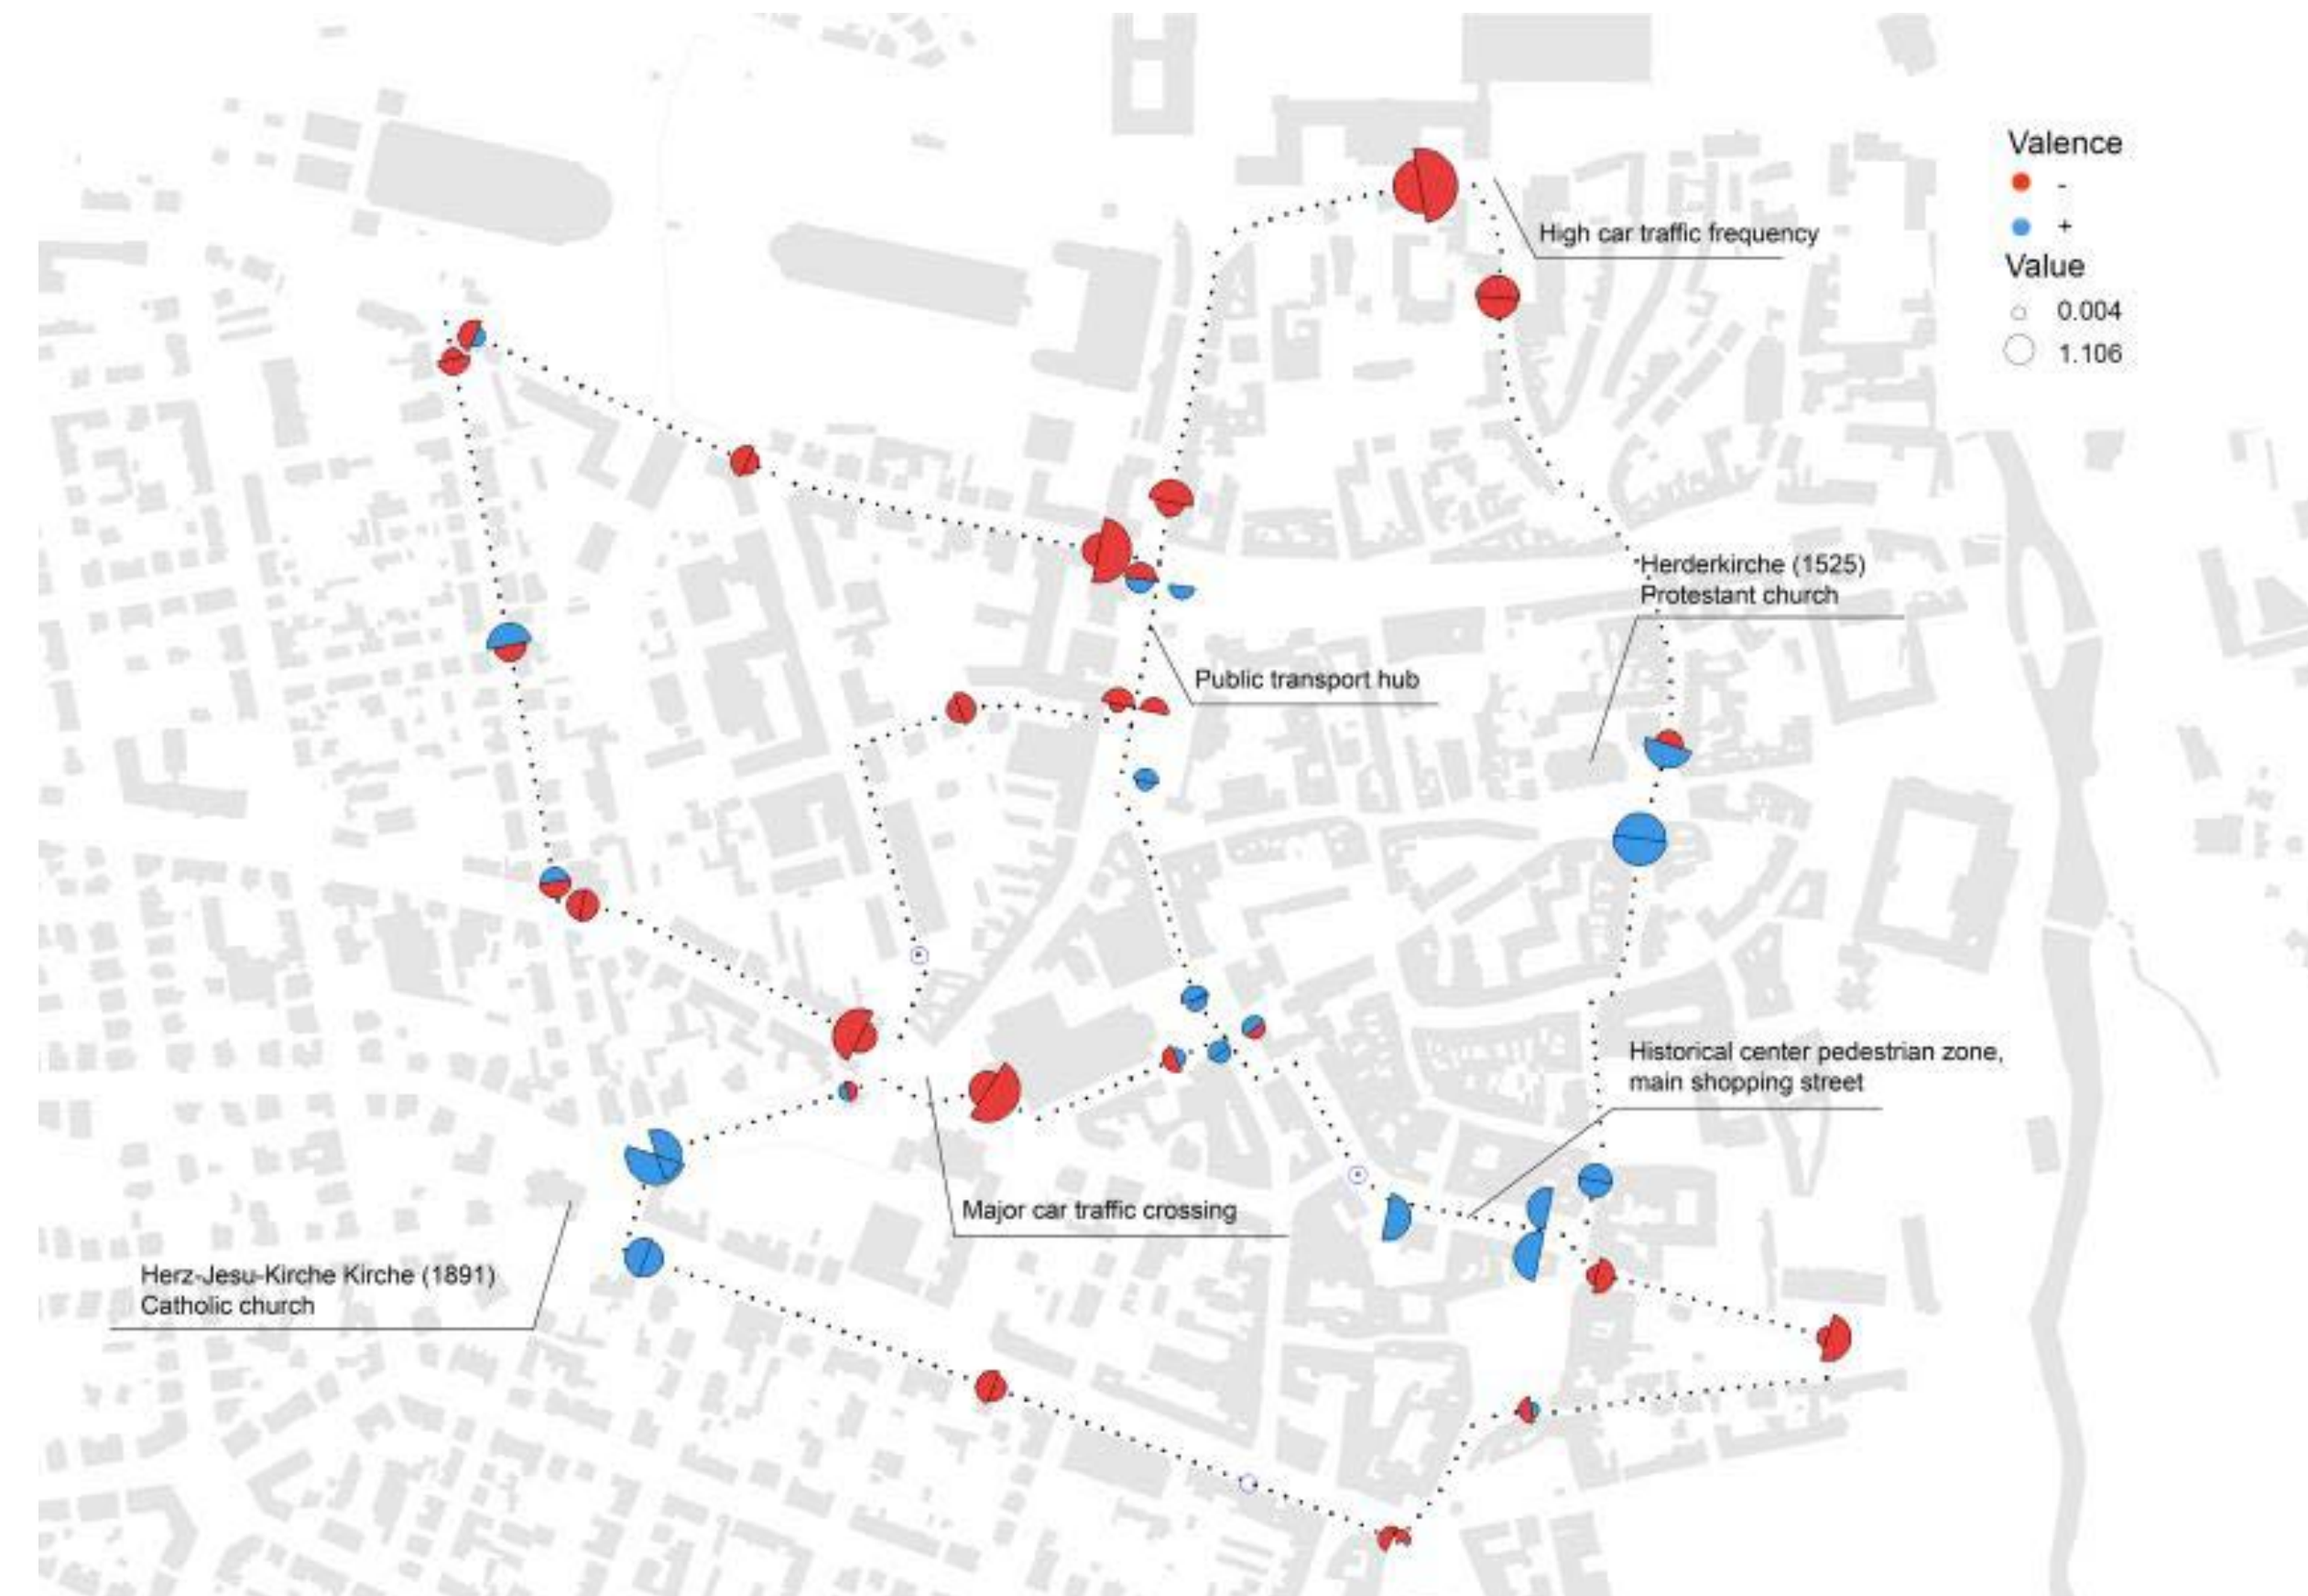 Valence
-
+
Value
0.004
1.106
High car traffic frequency
Herderkirche (1525)
Protestant church
Public transport hub
Historical center pedestrian zone,
main shopping street
Major car traffic crossing
Herz-Jesu-Kirche Kirche (1891)
Catholic church